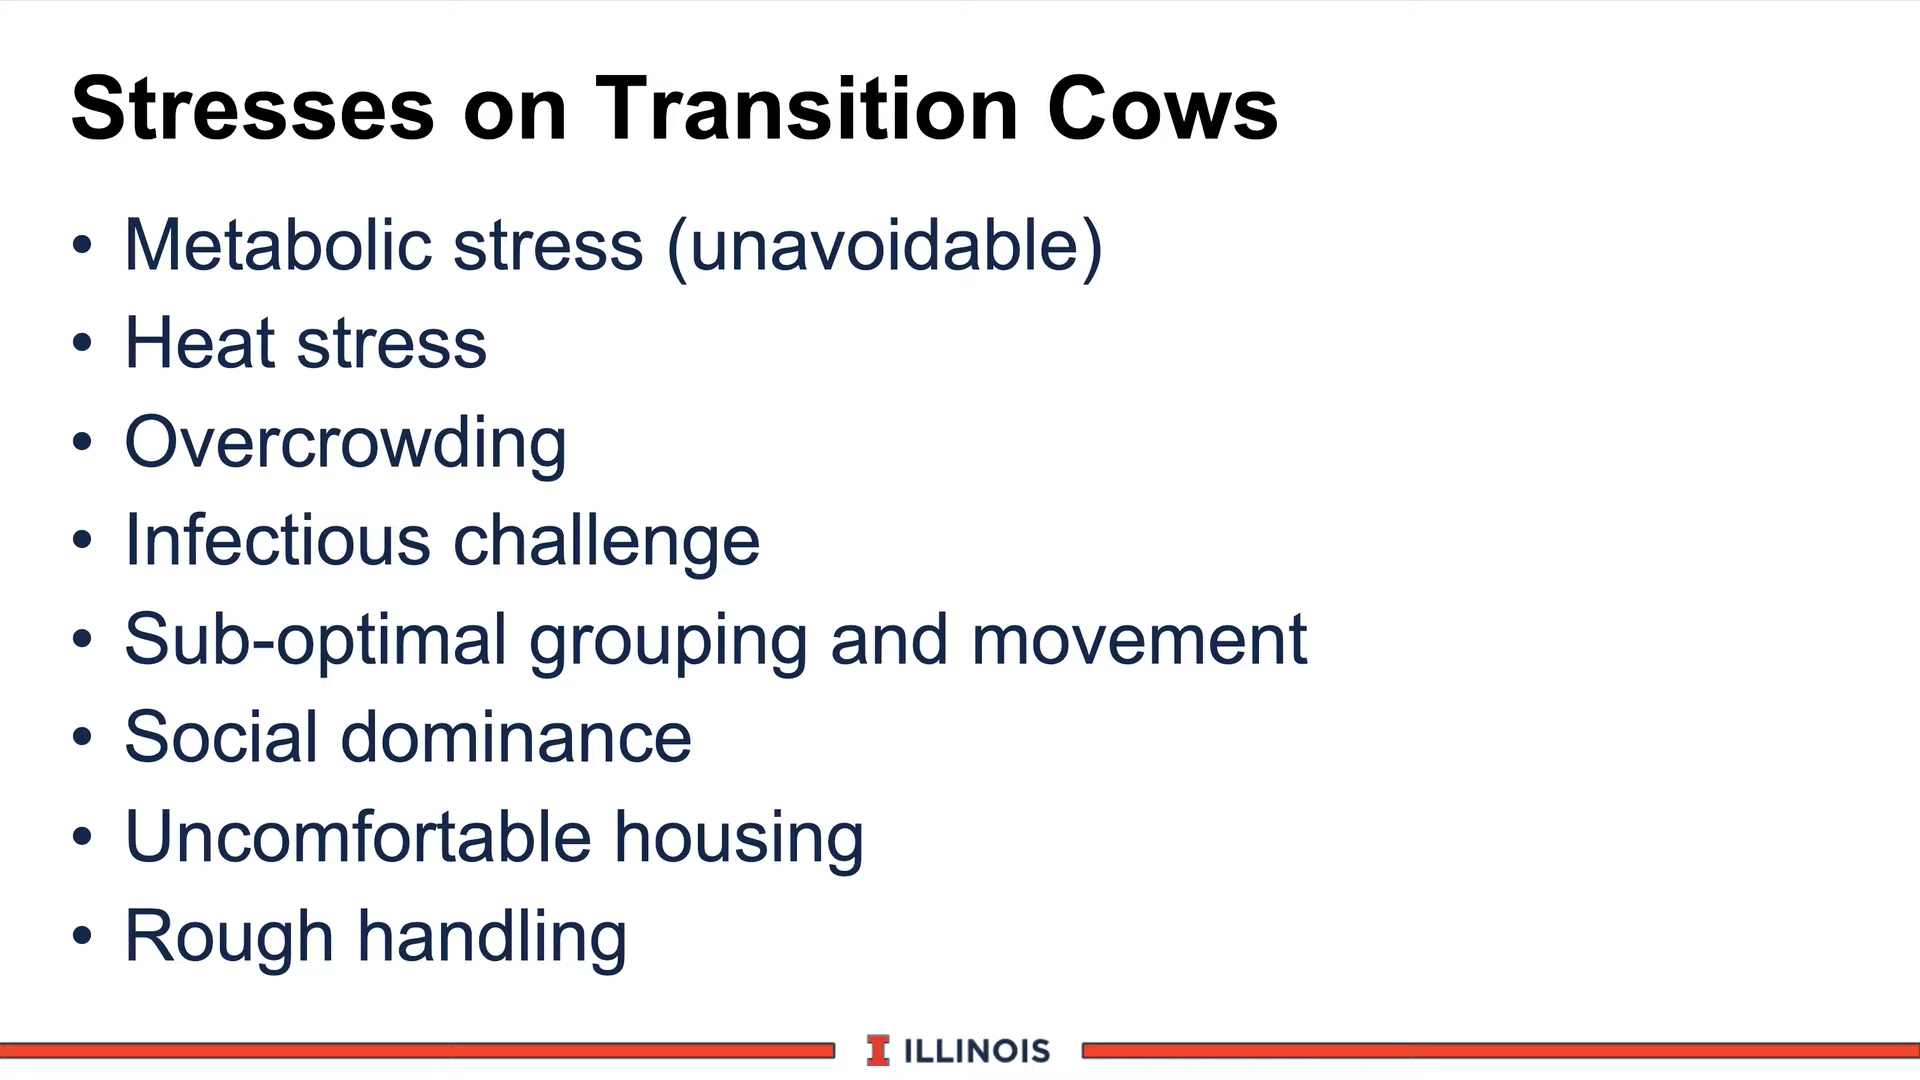 Stresses on Transition Cows
• Metabolic stress (unavoidable)
• Heat stress
• Overcrowding
• Infectious challenge
• Sub-optimal grouping and movement
• Social dominance
• Uncomfortable housing
• Rough handling
I ILLINOIS